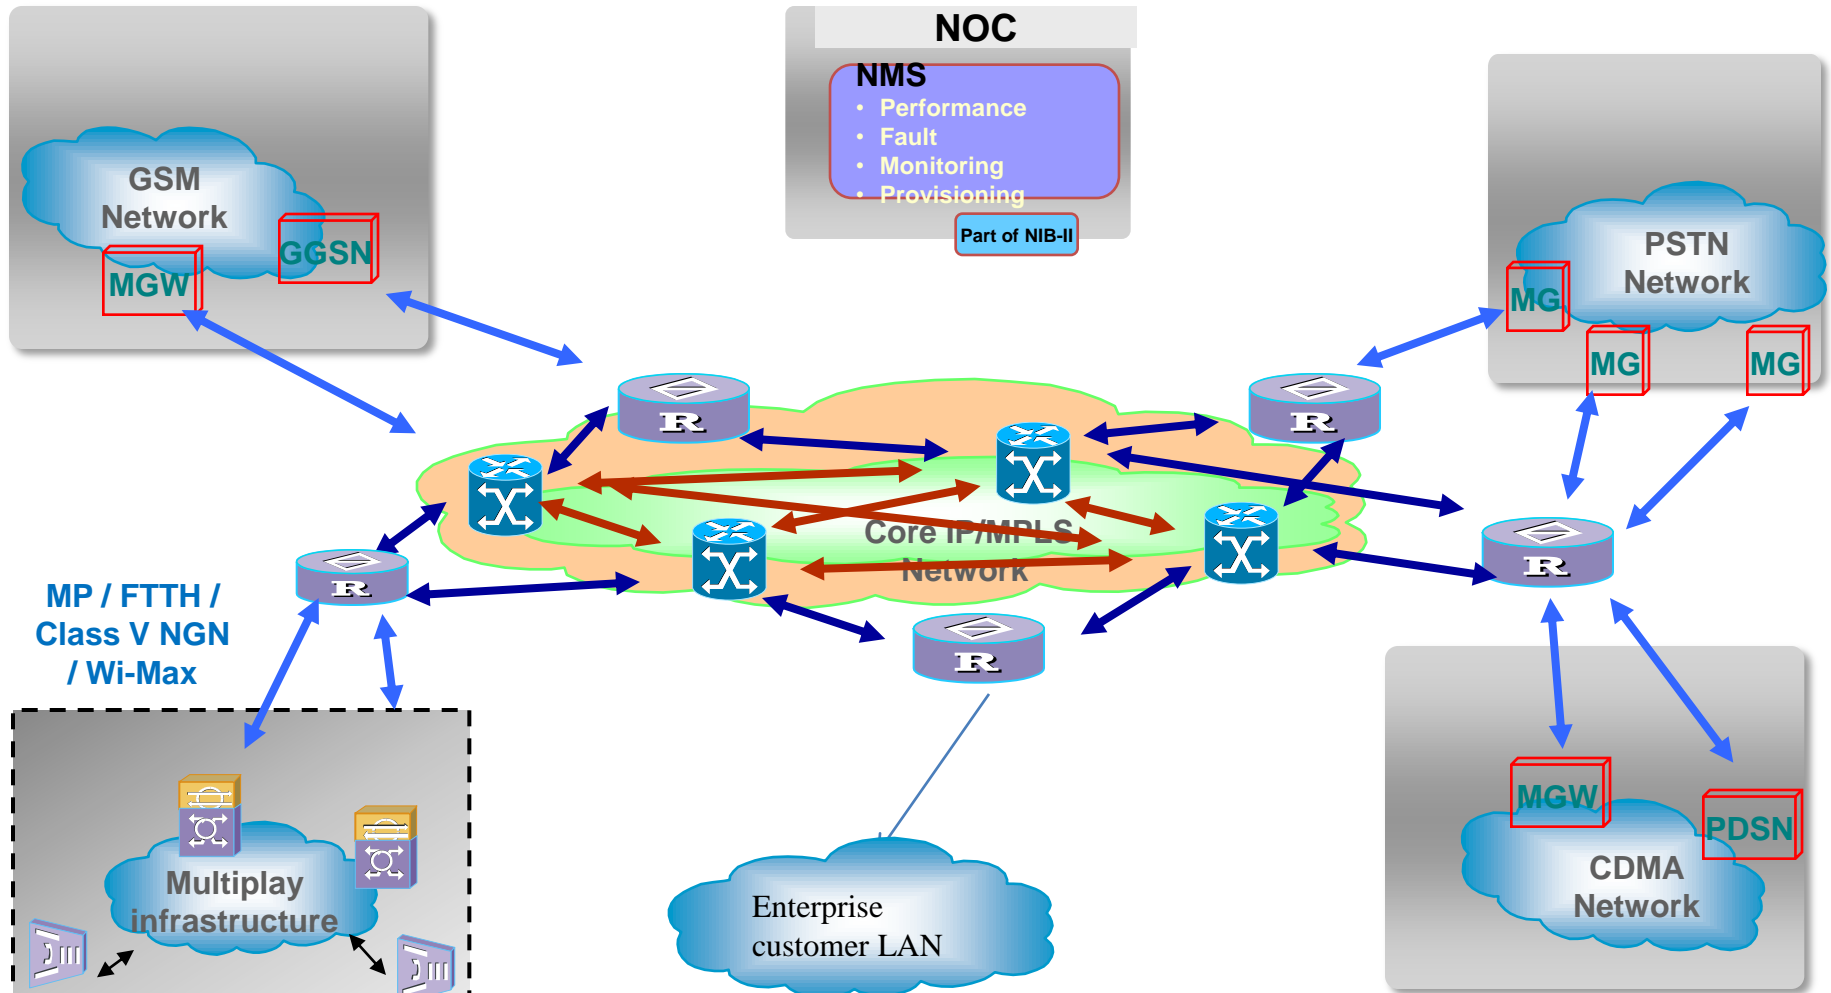 NOC
NMS
• Performance
• Fault
• Monitoring
• Provisioning
Part of NIB-II
GSM
Network
GGSN
MGW
PSTN
Network
MG
MG
MG
R
R
Core IP/MPLS
Network
R
R
R
MP / FTTH /
Class V NGN
/ Wi-Max
Multiplay
infrastructure
Enterprise
customer LAN
MGW
PDSN
CDMA
Network